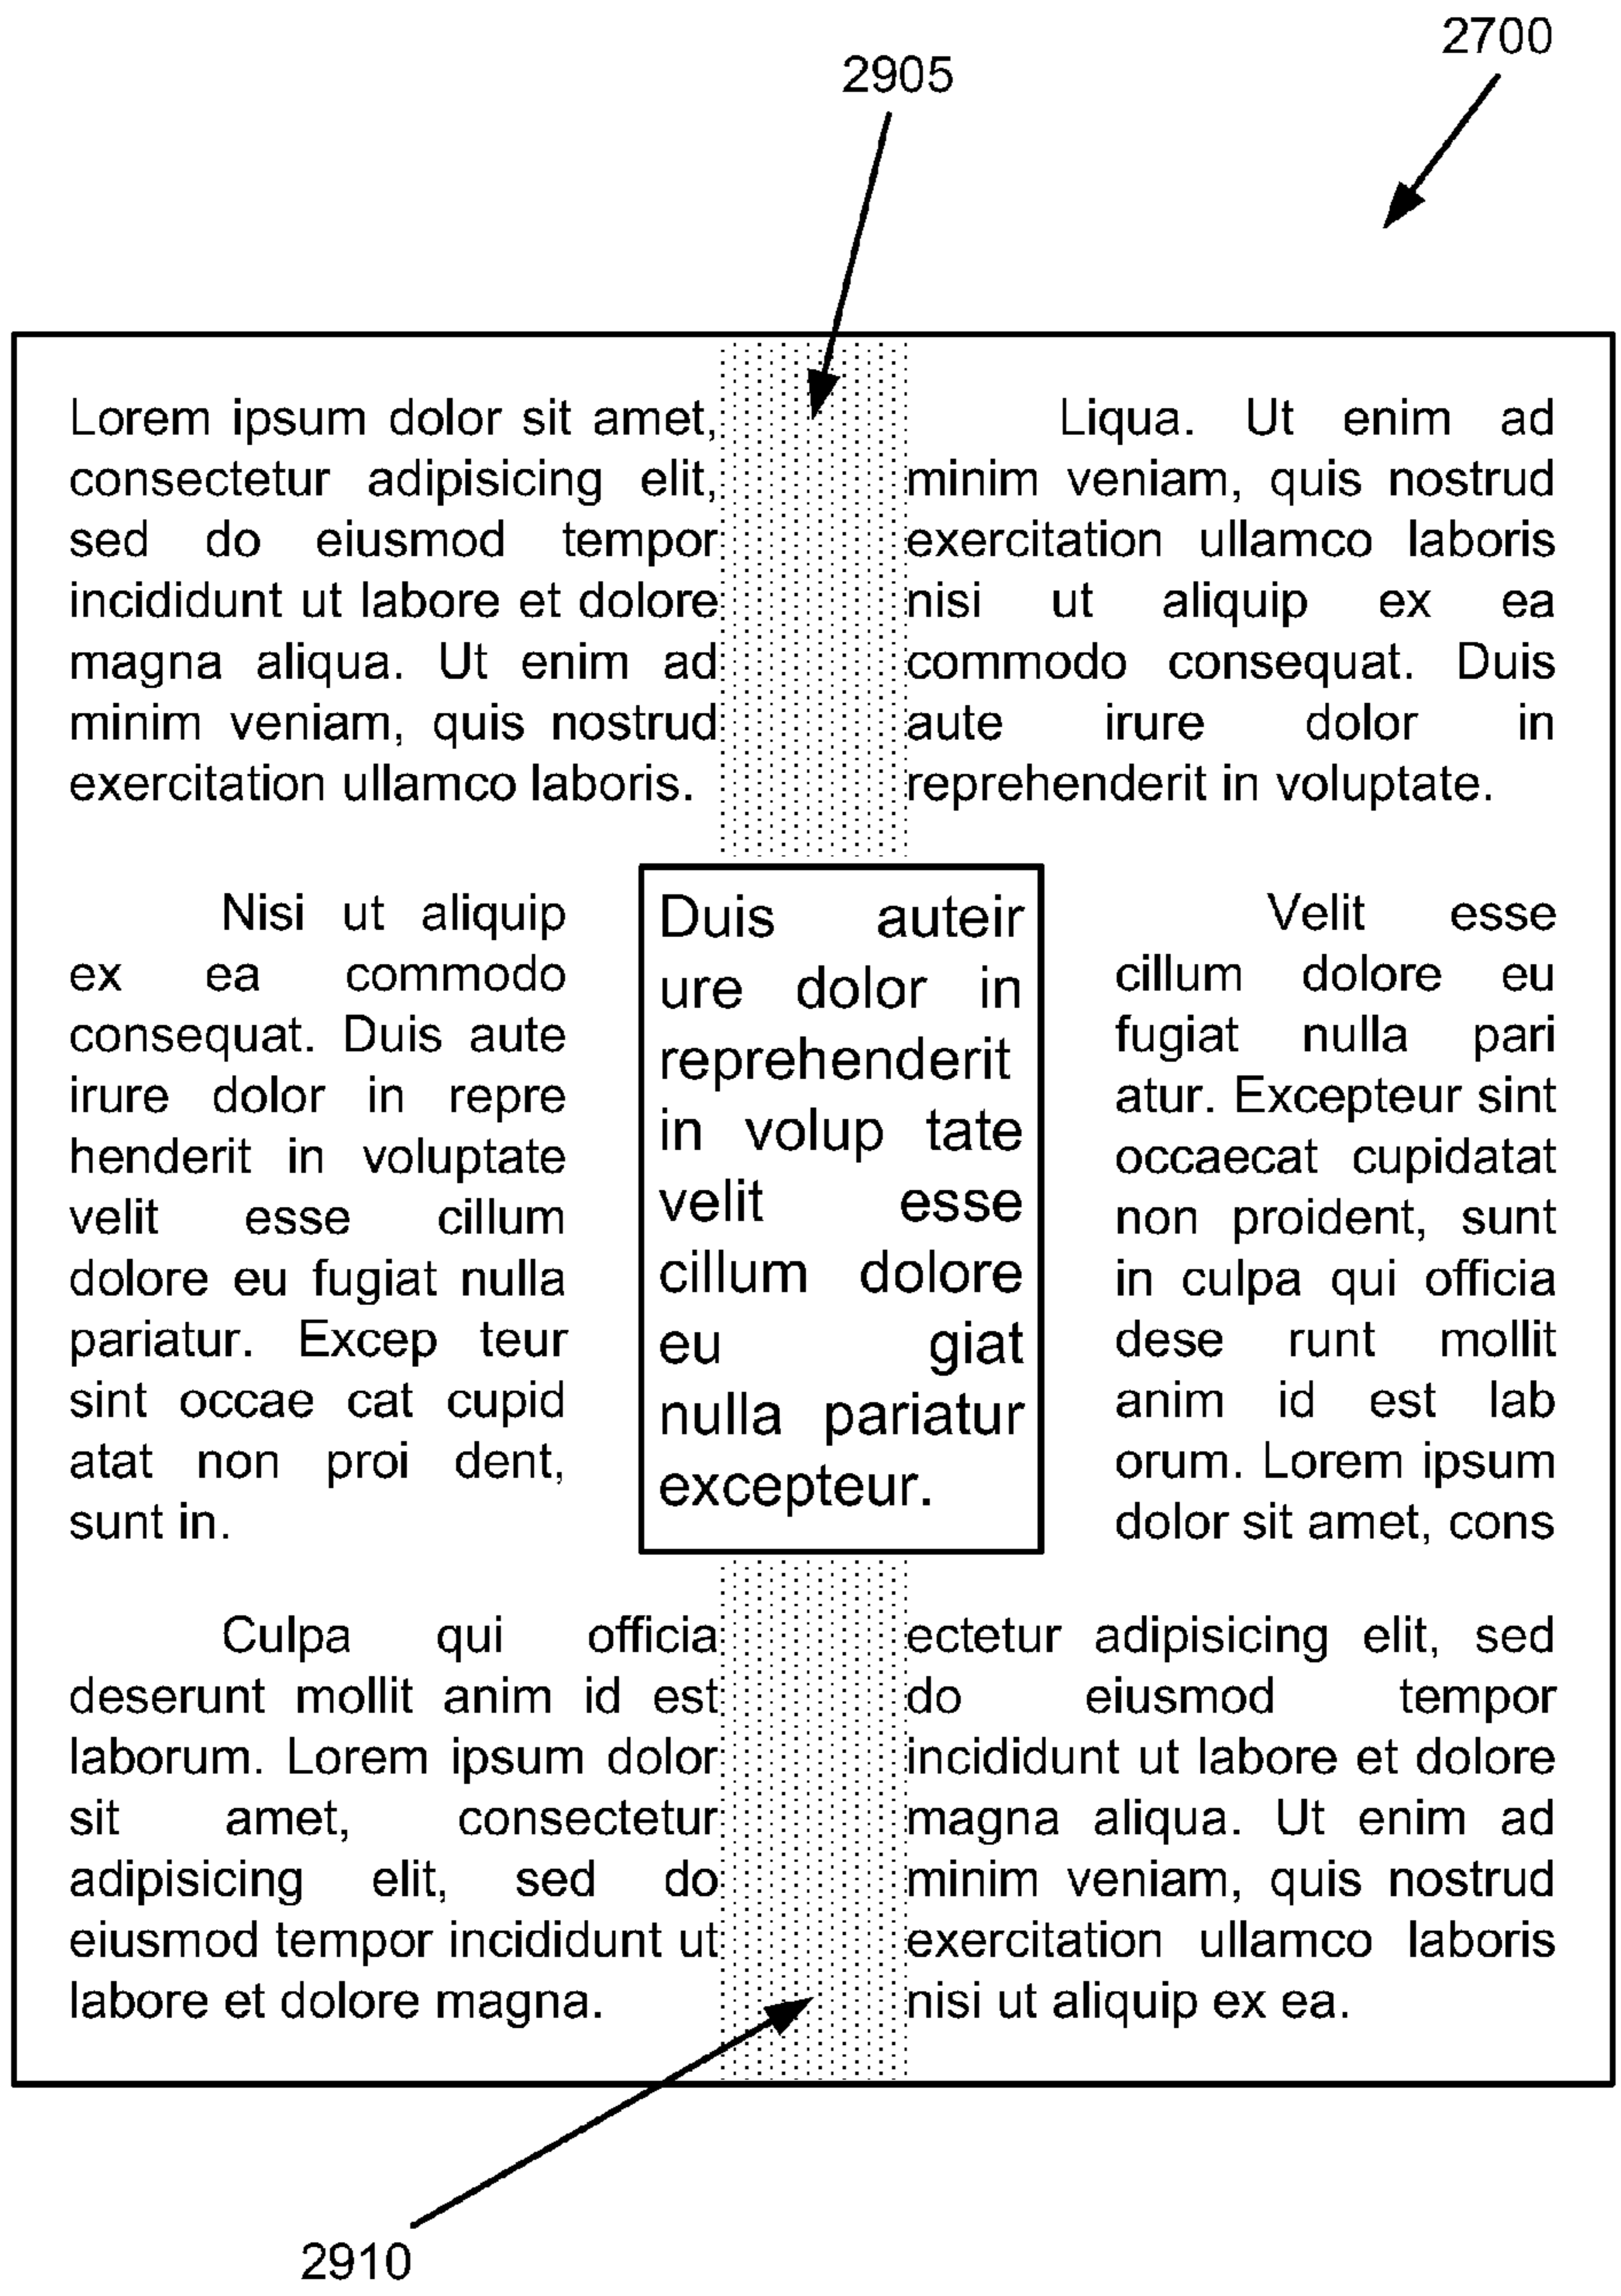 2700
2905
Lorem ipsum dolor sit amet,
consectetur adipisicing elit,
sed do eiusmod tempor
incididunt ut labore et dolore
magna aliqua. Ut enim ad
minim veniam, quis nostrud
exercitation ullamco laboris.
Nisi ut aliquip
ex ea commodo
consequat. Duis aute
irure dolor in repre
henderit in voluptate
velit esse cillum
dolore eu fugiat nulla
pariatur. Excep teur
sint occae cat cupid
atat non proi dent,
sunt in.
Culpa qui officia
deserunt mollit anim id est
laborum. Lorem ipsum dolor
sit amet, consectetur
adipisicing elit, sed do
eiusmod tempor incididunt ut
labore et dolore magna.
Duis auteir
ure dolor in
reprehenderit
in volup tate
velit esse
cillum dolore
eu giat
nulla pariatur
excepteur.
Liqua. Ut enim ad
minim veniam, quis nostrud
exercitation ullamco laboris
nisi ut aliquip ex ea
commodo consequat. Duis
aute irure dolor in
reprehenderit in voluptate.
Velit esse
cillum dolore eu
fugiat nulla pari
atur. Excepteur sint
occaecat cupidatat
non proident, sunt
in culpa qui officia
dese runt mollit
anim id est lab
orum. Lorem ipsum
dolor sit amet, cons
ectetur adipisicing elit, sed
do eiusmod tempor
incididunt ut labore et dolore
magna aliqua. Ut enim ad
minim veniam, quis nostrud
exercitation ullamco laboris
nisi ut aliquip ex ea.
2910